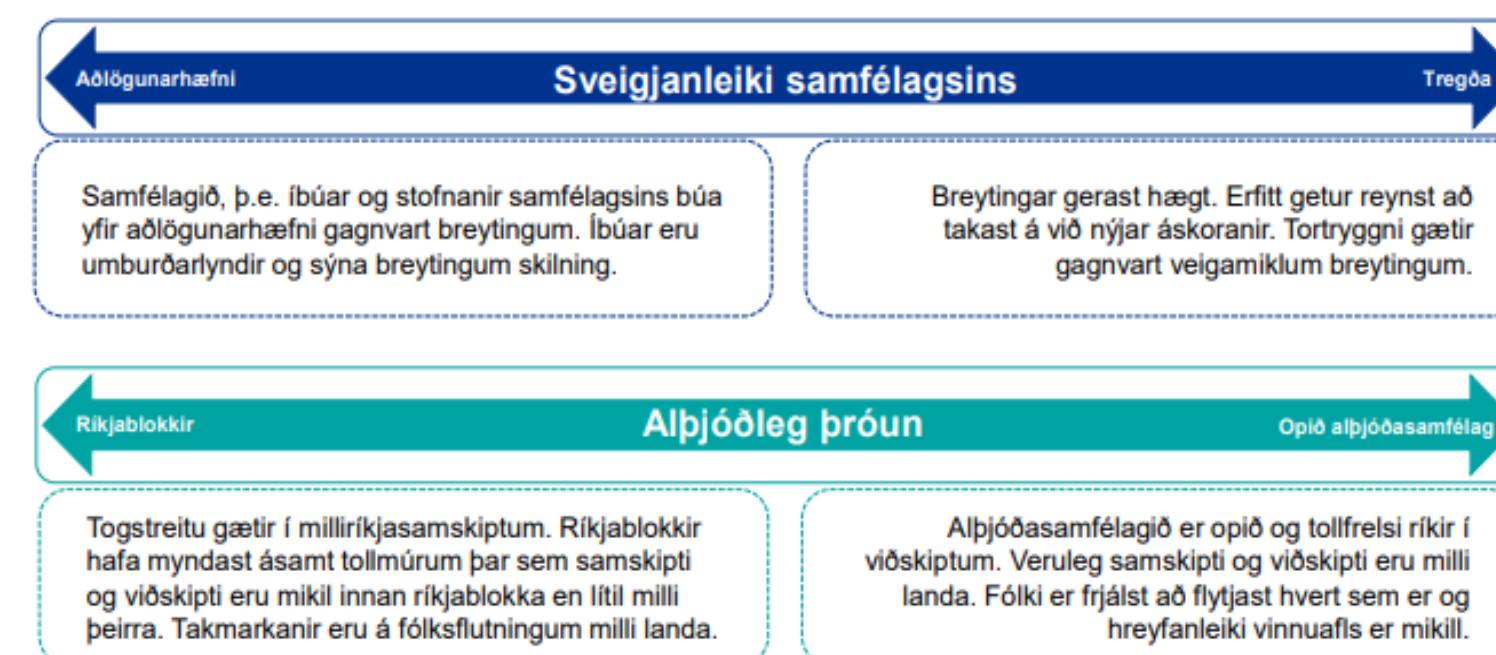 Aðlögunarhæfni Sveigjanleiki samfélagsins Tregða
Samfélagið, þ.e. íbúar og stofnanir samfélagsins búa
yfir aðlögunarhæfni gagnvart breytingum. Íbúar eru
umburðarlyndir og sýna breytingum skilning.
Breytingar gerast hægt. Erfitt getur reynst að
takast á við nýjar áskoranir. Tortryggni gætir
gagnvart veigamiklum breytingum.
Ríkjablokkir Alþjóðleg þróun Opið alþjóðasamfélag
Togstreitu gætir í milliríkjasamskiptum. Ríkjablokkir
hafa myndast ásamt tollmúrum þar sem samskipti
og viðskipti eru mikil innan ríkjablokka en lítil milli
þeirra. Takmarkanir eru á fólksflutningum milli landa.
Alþjóðasamfélagið er opið og tollfrelsi ríkir í
viðskiptum. Veruleg samskipti og viðskipti eru milli
landa. Fólki er frjálst að flytjast hvert sem er og
hreyfanleiki vinnuafls er mikill.